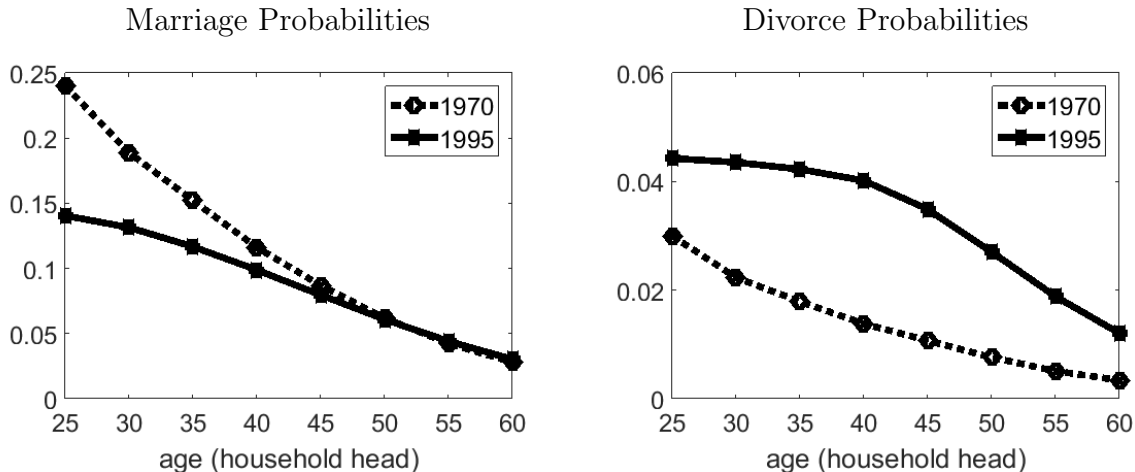 Marriage Probabilities
0.25
0.2
0.15
0.1
0.05
0
25 30 35 40 45 50 55 60
age (household head)
1970
1995
Divorce Probabilities
0.06
0.04
0.02
0
25 30 35 40 45 50 55 60
age (household head)
1970
1995